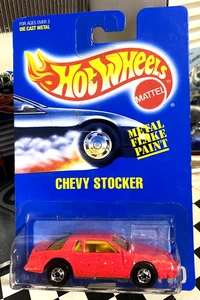 FOR AGES OVER 3
DIE CAST METAL
HOT WHEELS
MATTEL
METAL
FLAKE
PAINT
CHEVY STOCKER